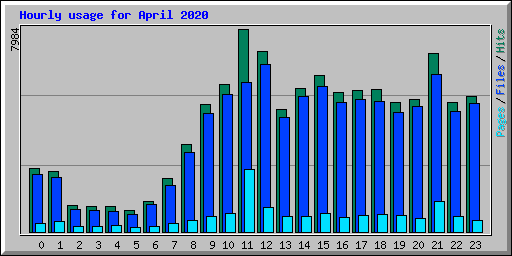 Hourly usage for April 2020
7984
Pages/Files/Hits
0 1 2 3 4 5 6 7 8 9 10 11 12 13 14 15 16 17 18 19 20 21 22 23